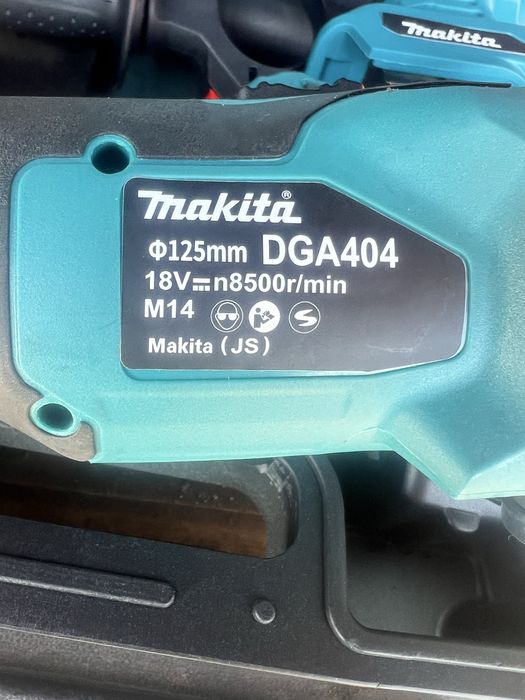 makita
makita®
Φ125mm DGA404
18V⎓n8500r/min
M14
Makita (JS)